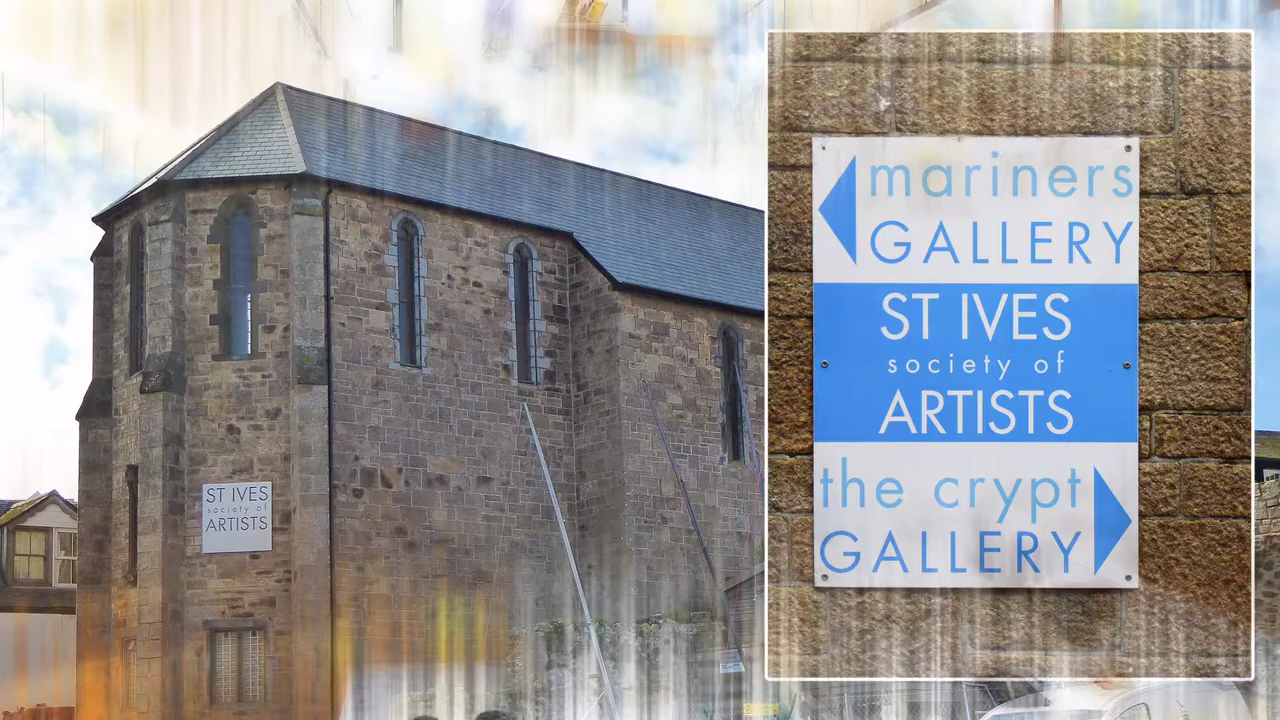 ST IVES
society of
ARTISTS
mariners
GALLERY
ST IVES
society of
ARTISTS
the crypt
GALLERY